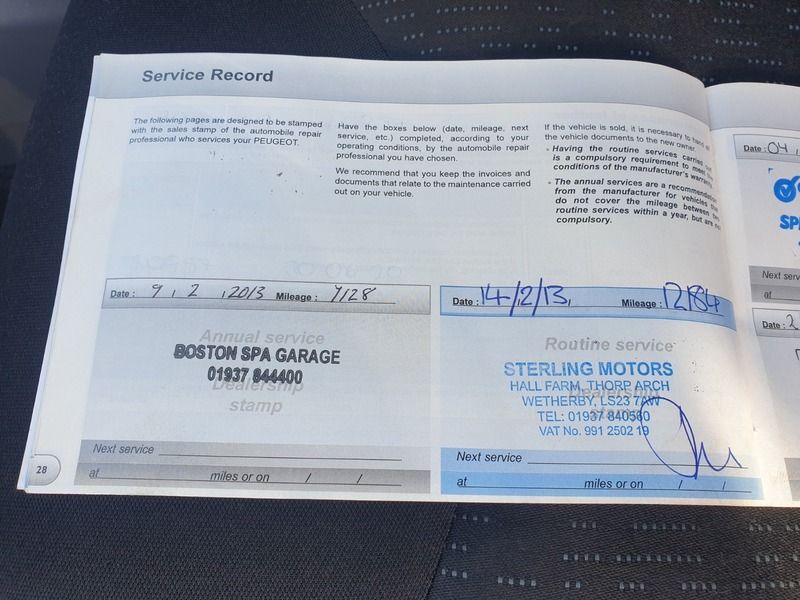 Service Record
The following pages are designed to be stamped
with the sales stamp of the automobile repair
professional who services your PEUGEOT.
Have the boxes below (date, mileage, next
service, etc.) completed, according to your
operating conditions, by the automobile repair
professional you have chosen.
We recommend that you keep the invoices and
documents that relate to the maintenance carried
out on your vehicle.
If the vehicle is sold, it is necessary to hand
the vehicle documents to the new owner.
- Having the routine services carried
is a compulsory requirement to meet
conditions of the manufacturer's warranty
- The annual services are a recommendation
from the manufacturer for vehicles
do not cover the mileage between
routine services within a year, but are
compulsory.
Date : 9 , 2 , 2013 Mileage : 9128
Annual service
BOSTON SPA GARAGE
01937 844400
Dealership
stamp
Next service
at miles or on / /
28
Date : 14/2/13, Mileage : 12184
Routine service
STERLING MOTORS
HALL FARM, THORP ARCH
Dealership
WETHERBY, LS23 7AW
stamp
TEL: 01937 840580
VAT No. 991 2502 19
Next service
at miles or on / /
Date : 04 ,
Next serv
at
Date : 2